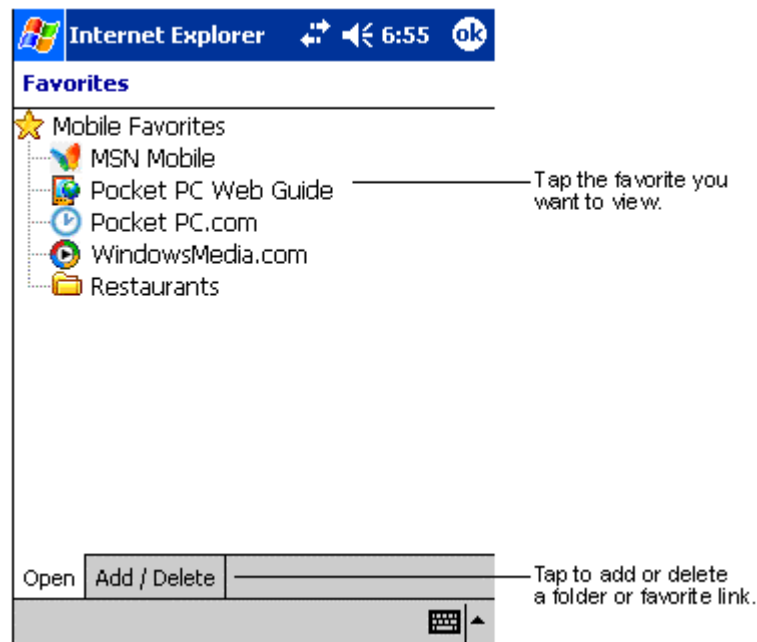 Internet Explorer 6:55 ok
Favorites
Mobile Favorites
MSN Mobile
Pocket PC Web Guide
Pocket PC.com
WindowsMedia.com
Restaurants
Tap the favorite you
want to view.
Open Add / Delete
Tap to add or delete
a folder or favorite link.